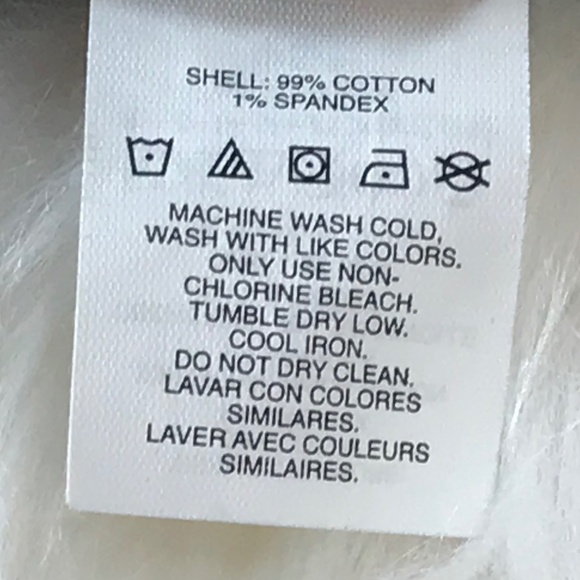 SHELL: 99% COTTON
1% SPANDEX
MACHINE WASH COLD,
WASH WITH LIKE COLORS.
ONLY USE NON-
CHLORINE BLEACH.
TUMBLE DRY LOW.
COOL IRON.
DO NOT DRY CLEAN.
LAVAR CON COLORES
SIMILARES.
LAVER AVEC COULEURS
SIMILAIRES.